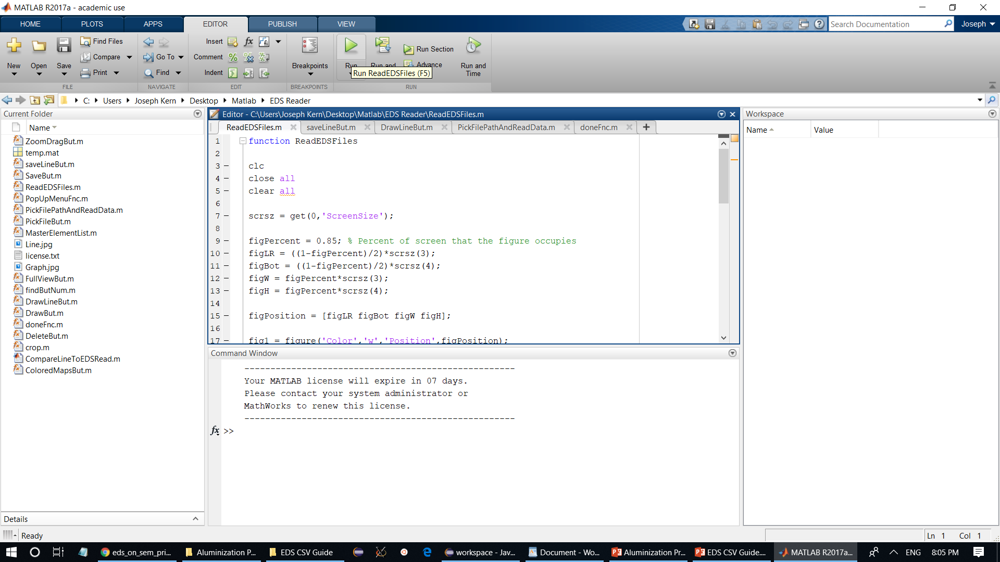 MATLAB R2017a - academic use
HOME PLOTS APPS EDITOR PUBLISH VIEW
Search Documentation
Joseph
New
Open
Save
Find Files
Compare
Print
FILE
Go To
Find
NAVIGATE
Insert
Comment
Indent
EDIT
Breakpoints
BREAKPOINTS
Run
Run and
Run Section
Advance
Run and Time
RUN
Run ReadEDSFiles (F5)
C: Users Joseph Kern Desktop Matlab EDS Reader
Current Folder
Name
ZoomDragBut.m
temp.mat
saveLineBut.m
SaveBut.m
ReadEDSFiles.m
PopUpMenuFnc.m
PickFilePathAndReadData.m
PickFileBut.m
MasterElementList.m
Line.jpg
license.txt
Graph.jpg
FullViewBut.m
findButNum.m
DrawLineBut.m
DrawBut.m
doneFnc.m
DeleteBut.m
crop.m
CompareLineToEDSRead.m
ColoredMapsBut.m
Details
Editor - C:\Users\Joseph Kern\Desktop\Matlab\EDS Reader\ReadEDSFiles.m
ReadEDSFiles.m saveLineBut.m DrawLineBut.m PickFilePathAndReadData.m doneFnc.m
1 function ReadEDSFiles
2
3 – clc
4 – close all
5 – clear all
6
7 – scrsz = get(0,'ScreenSize');
8
9 – figPercent = 0.85; % Percent of screen that the figure occupies
10 – figLR = ((1-figPercent)/2)*scrsz(3);
11 – figBot = ((1-figPercent)/2)*scrsz(4);
12 – figW = figPercent*scrsz(3);
13 – figH = figPercent*scrsz(4);
14
15 – figPosition = [figLR figBot figW figH];
16
17 – fig1 = figure('Color','w','Position',figPosition);
Command Window
----------------------------------------------------
Your MATLAB license will expire in 07 days.
Please contact your system administrator or
MathWorks to renew this license.
----------------------------------------------------
fx >>
Workspace
Name Value
Ready
Ln 1 Col 1
eds_on_sem_pri...
Aluminization P...
EDS CSV Guide
workspace - Jav...
Document - Wo...
Aluminization Pr...
EDS CSV Guide....
MATLAB R2017a...
ENG
8:05 PM